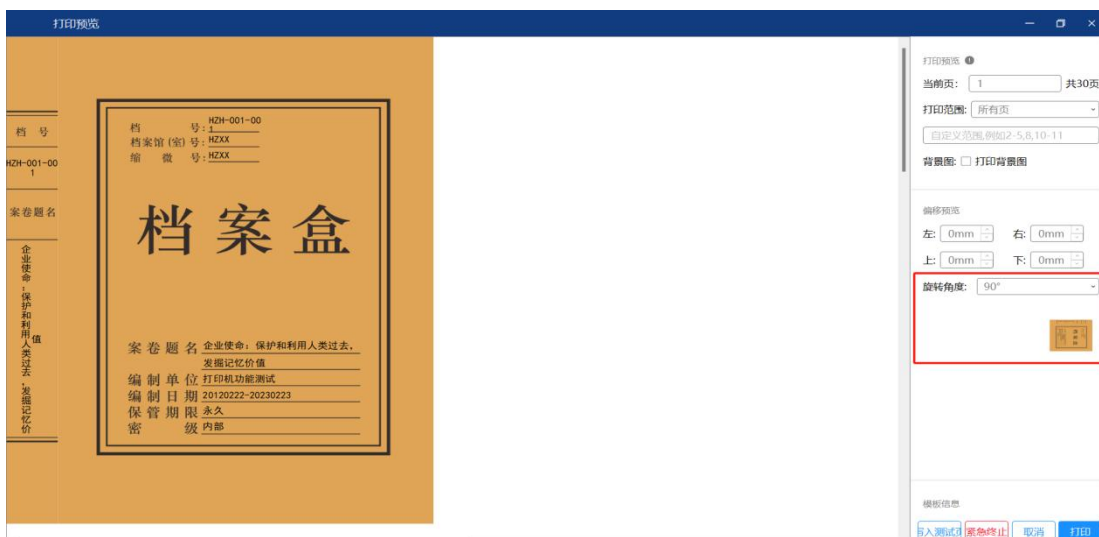 打印预览
档 号
HZH-001-00
1
案卷题名
企业使命：保护和利用人类过去，发掘记忆价
值
HZH-001-00
档 号：1
档案馆(室)号：HZXX
缩 微 号：HZXX
档案盒
案卷题名 企业使命：保护和利用人类过去，
发掘记忆价值
编制单位 打印机功能测试
编制日期 20120222-20230223
保管期限 永久
密 级 内部
打印预览
当前页： 1 共30页
打印范围： 所有页
自定义范围,例如2-5,8,10-11
背景图： 打印背景图
偏移预览
左: 0mm 右: 0mm
上: 0mm 下: 0mm
旋转角度： 90°
模板信息
紧急终止 取消 打印